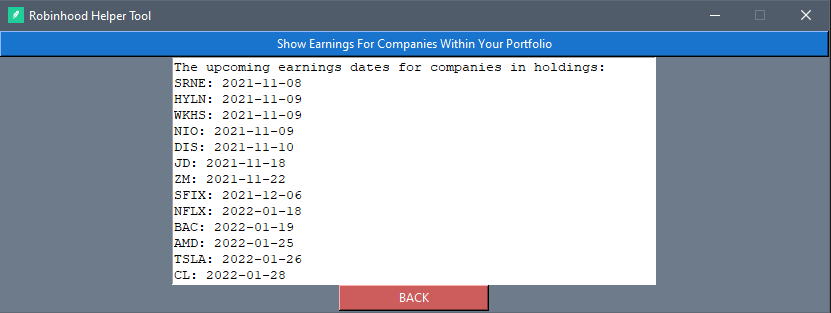 Robinhood Helper Tool
Show Earnings For Companies Within Your Portfolio
The upcoming earnings dates for companies in holdings:
SRNE: 2021-11-08
HYLN: 2021-11-09
WKHS: 2021-11-09
NIO: 2021-11-09
DIS: 2021-11-10
JD: 2021-11-18
ZM: 2021-11-22
SFIX: 2021-12-06
NFLX: 2022-01-18
BAC: 2022-01-19
AMD: 2022-01-25
TSLA: 2022-01-26
CL: 2022-01-28
BACK